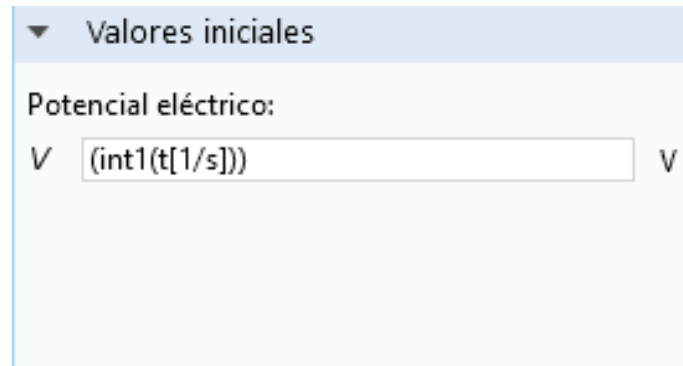 Valores iniciales
Potencial eléctrico:
V (int1(t[1/s])) V